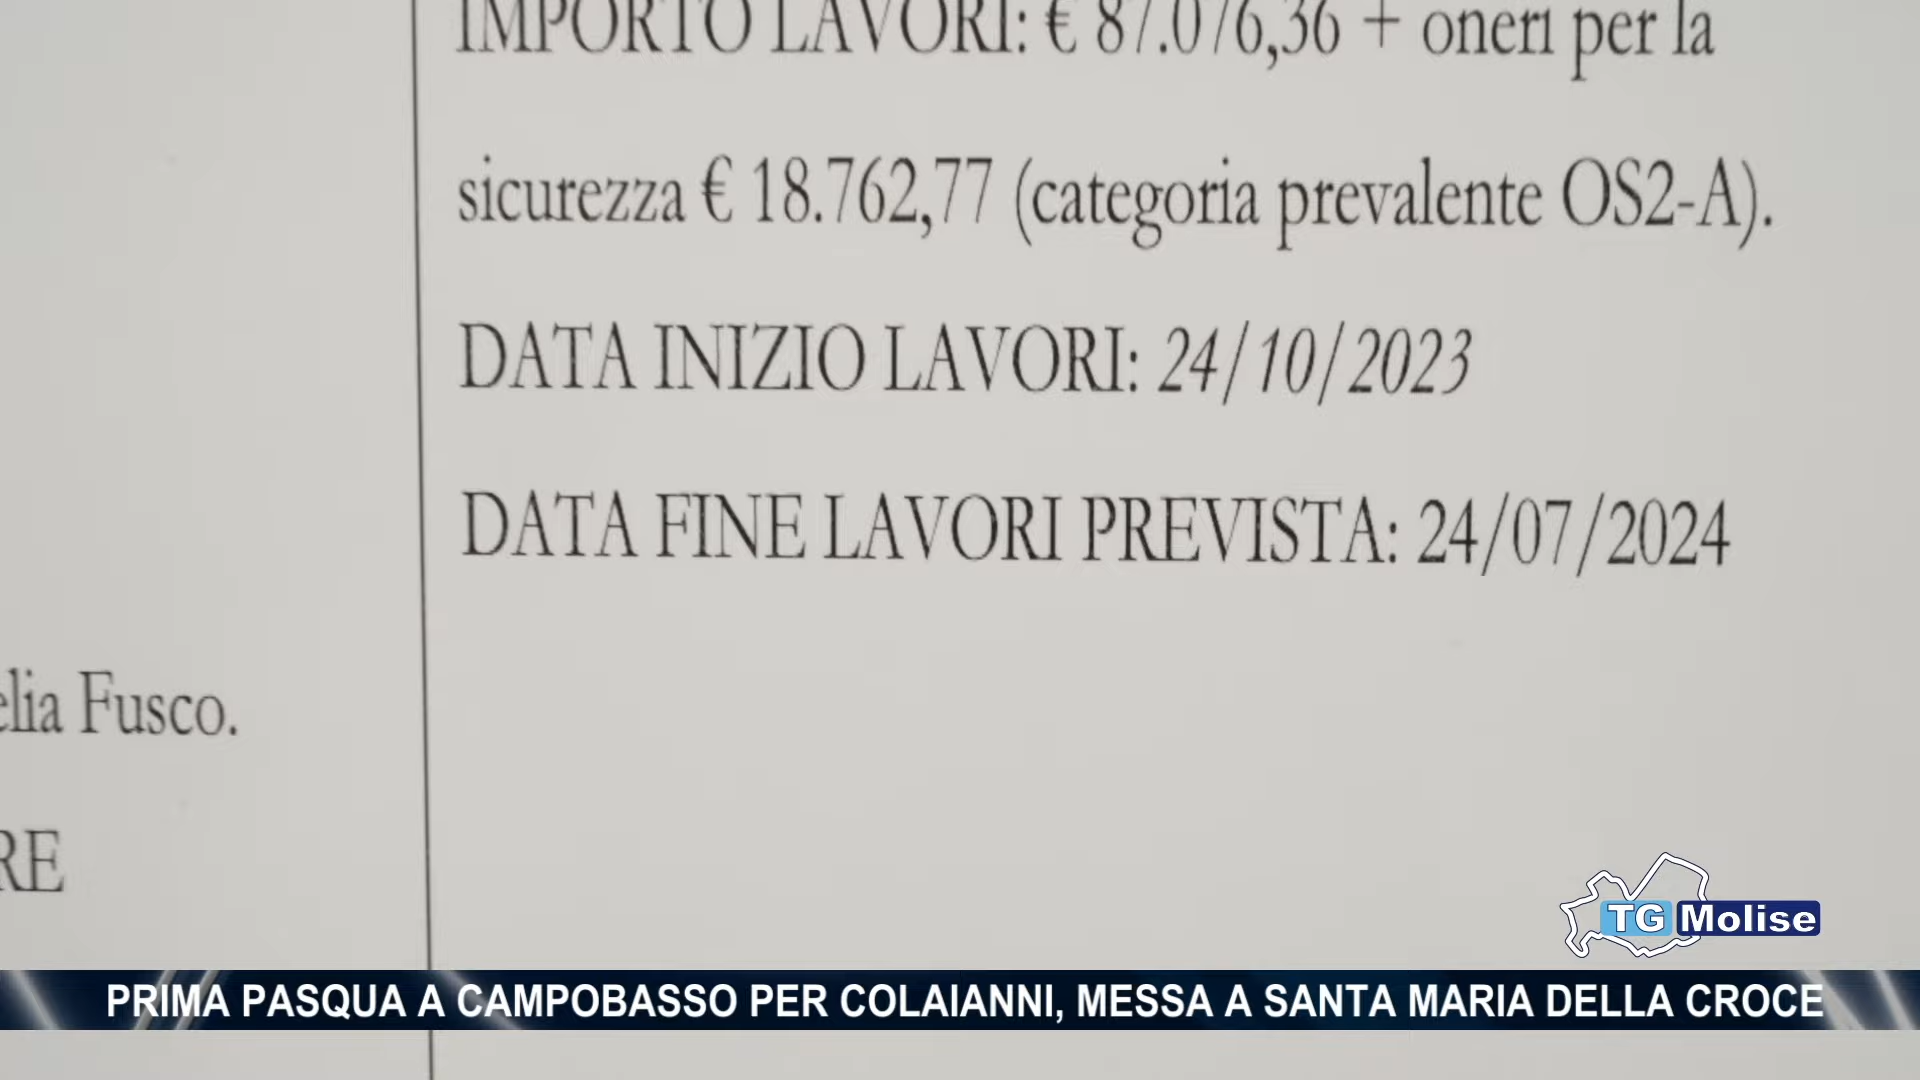 IMPORTO LAVORI: € 87.076,36 + oneri per la
sicurezza € 18.762,77 (categoria prevalente OS2-A).
DATA INIZIO LAVORI: 24/10/2023
DATA FINE LAVORI PREVISTA: 24/07/2024
elia Fusco.
RE
TG Molise
PRIMA PASQUA A CAMPOBASSO PER COLAIANNI, MESSA A SANTA MARIA DELLA CROCE